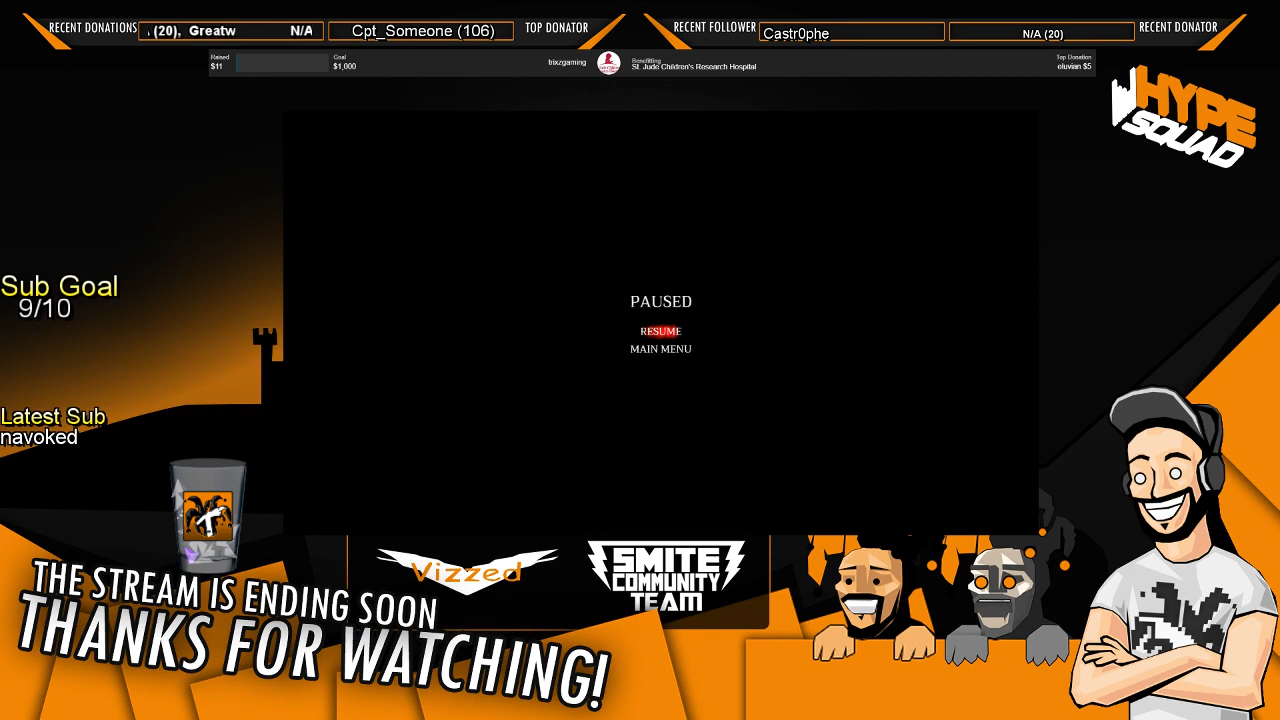 RECENT DONATIONS
(20), Greatw N/A
Cpt_Someone (106)
TOP DONATOR
RECENT FOLLOWER
Castr0phe
N/A (20)
RECENT DONATOR
Raised
$11
Goal
$1,000
trixzgaming
Benefitting
St. Jude Children's Research Hospital
Top Donation
eluvian $5
HYPE
SQUAD
Sub Goal
9/10
PAUSED
RESUME
MAIN MENU
Latest Sub
navoked
Vizzed
SMITE
COMMUNITY
TEAM
THE STREAM IS ENDING SOON
THANKS FOR WATCHING!